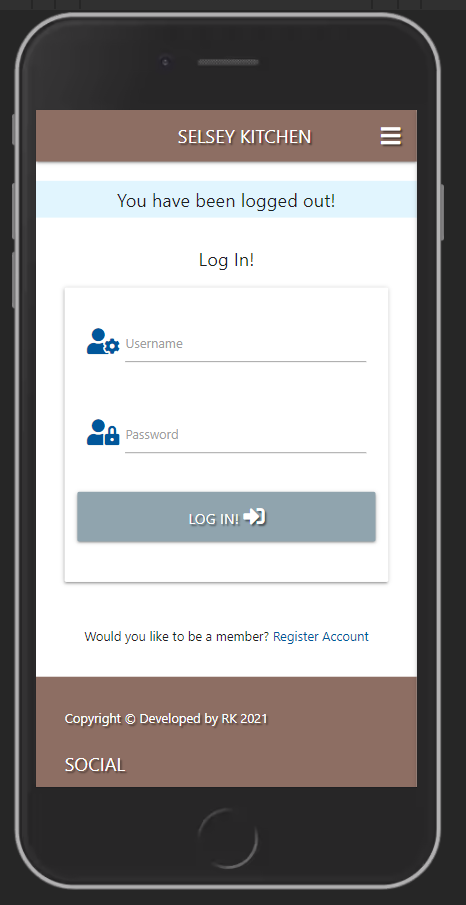 SELSEY KITCHEN
You have been logged out!
Log In!
Username
Password
LOG IN!
Would you like to be a member? Register Account
Copyright © Developed by RK 2021
SOCIAL